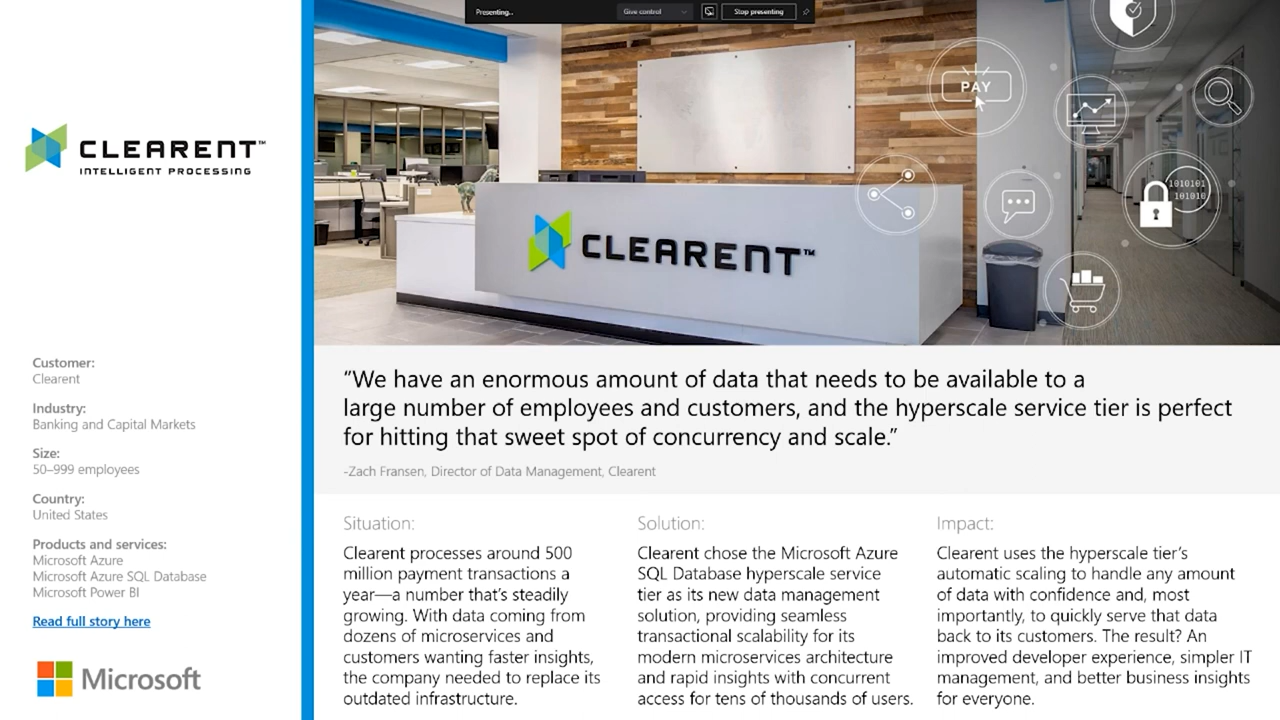 Presenting...
Give control
Stop presenting
CLEARENT™
INTELLIGENT PROCESSING
PAY
1010101
101010
CLEARENT™
Customer:
Clearent
Industry:
Banking and Capital Markets
Size:
50–999 employees
Country:
United States
Products and services:
Microsoft Azure
Microsoft Azure SQL Database
Microsoft Power BI
Read full story here
Microsoft
“We have an enormous amount of data that needs to be available to a
large number of employees and customers, and the hyperscale service tier is perfect
for hitting that sweet spot of concurrency and scale.”
-Zach Fransen, Director of Data Management, Clearent
Situation:
Clearent processes around 500
million payment transactions a
year—a number that’s steadily
growing. With data coming from
dozens of microservices and
customers wanting faster insights,
the company needed to replace its
outdated infrastructure.
Solution:
Clearent chose the Microsoft Azure
SQL Database hyperscale service
tier as its new data management
solution, providing seamless
transactional scalability for its
modern microservices architecture
and rapid insights with concurrent
access for tens of thousands of users.
Impact:
Clearent uses the hyperscale tier’s
automatic scaling to handle any amount
of data with confidence and, most
importantly, to quickly serve that data
back to its customers. The result? An
improved developer experience, simpler IT
management, and better business insights
for everyone.